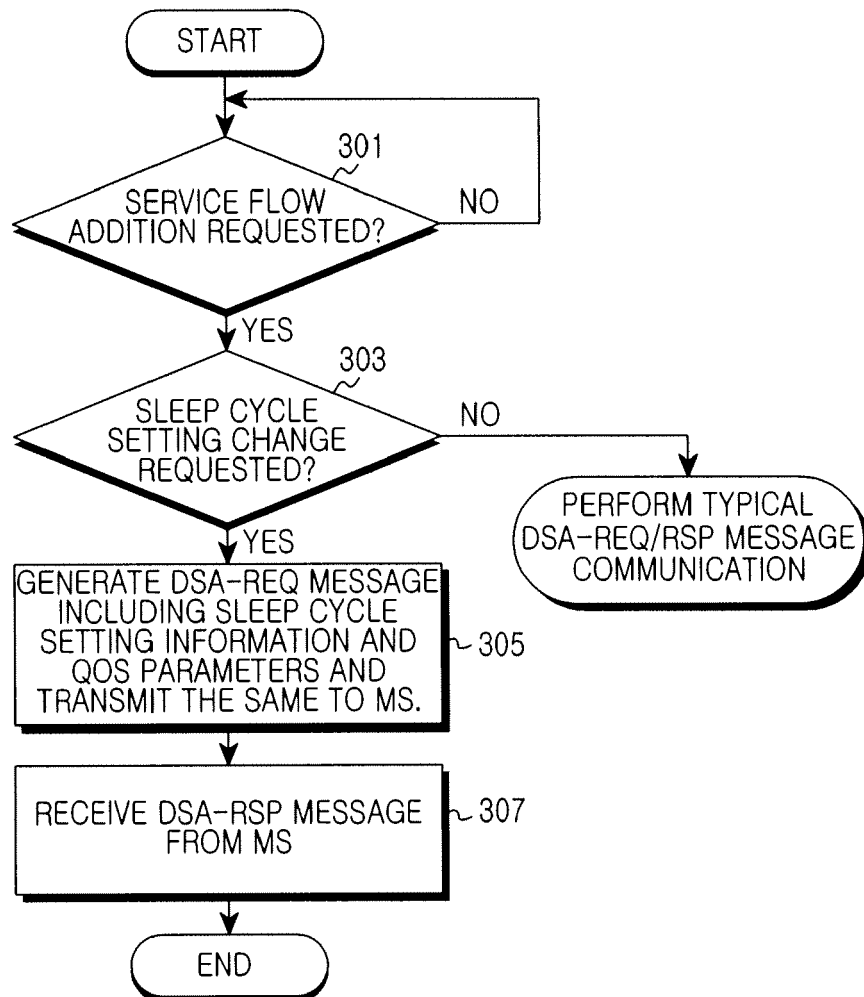 START
301
SERVICE FLOW
ADDITION REQUESTED?
NO
YES
303
SLEEP CYCLE
SETTING CHANGE
REQUESTED?
NO
YES
PERFORM TYPICAL
DSA-REQ/RSP MESSAGE
COMMUNICATION
GENERATE DSA-REQ MESSAGE
INCLUDING SLEEP CYCLE
SETTING INFORMATION AND
QOS PARAMETERS AND
TRANSMIT THE SAME TO MS.
305
RECEIVE DSA-RSP MESSAGE
FROM MS
307
END